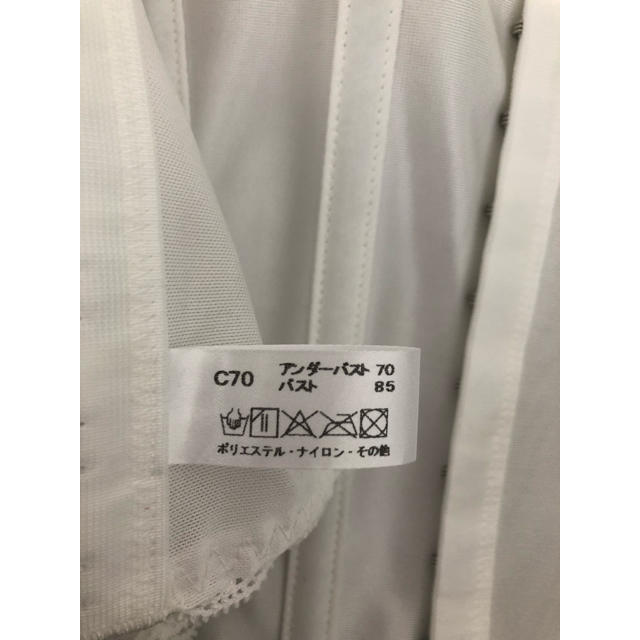 C70 アンダーバスト 70
バスト 85
ポリエステル・ナイロン・その他